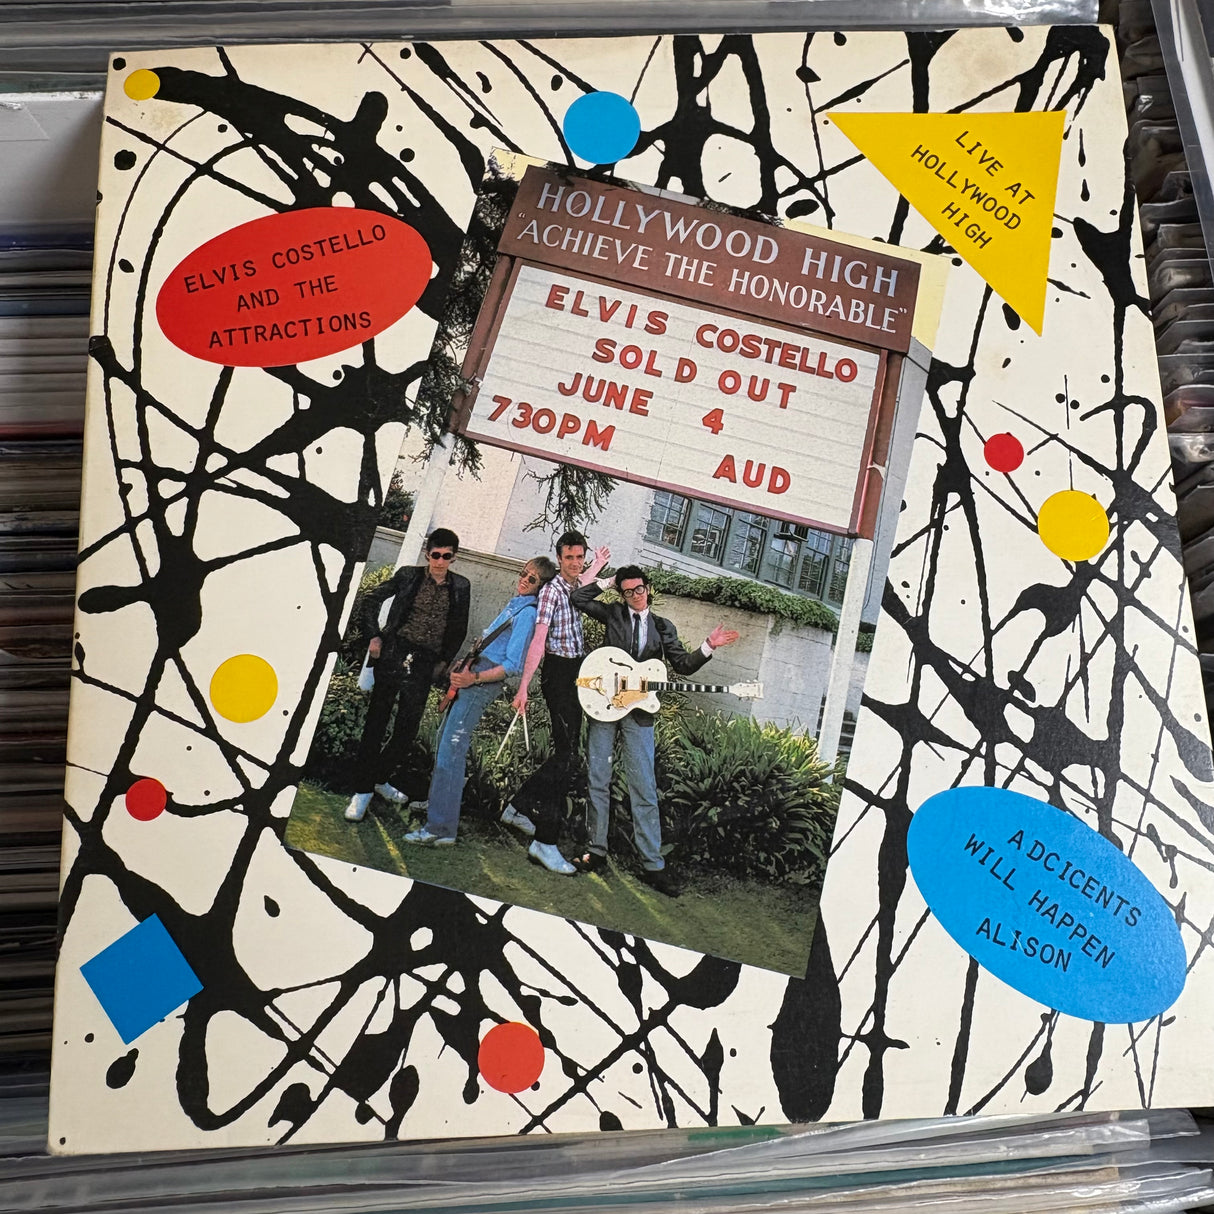 LIVE AT
HOLLYWOOD
HIGH
ELVIS COSTELLO
AND THE
ATTRACTIONS
HOLLYWOOD HIGH
"ACHIEVE THE HONORABLE"
ELVIS COSTELLO
SOLD OUT
JUNE 4
730PM AUD
ADCICENTS
WILL HAPPEN
ALISON